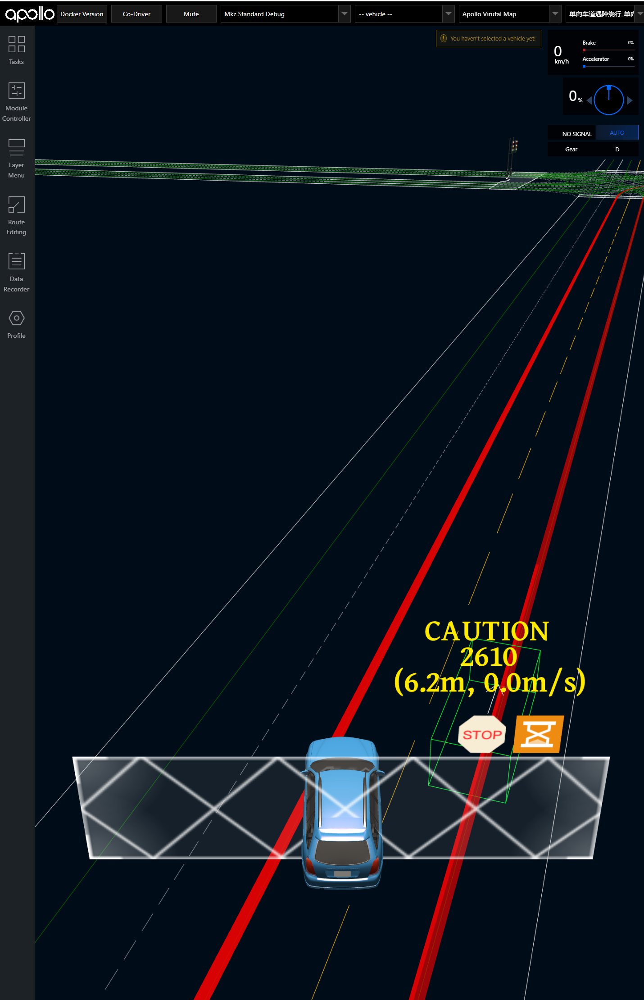 apollo
Docker Version
Co-Driver
Mute
Mkz Standard Debug
-- vehicle --
Apollo Virutal Map
单向车道遇障绕行_单向
You haven't selected a vehicle yet!
0
km/h
Brake
0%
Accelerator
0%
0 %
NO SIGNAL
AUTO
Gear
D
Tasks
Module
Controller
Layer
Menu
Route
Editing
Data
Recorder
Profile
CAUTION
2610
(6.2m, 0.0m/s)
STOP